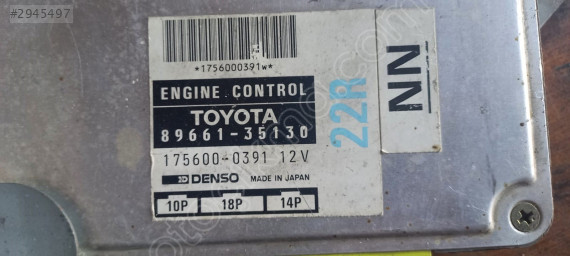 #2945497
*1756000391W*
ENGINE CONTROL
TOYOTA
89661-35130
175600-0391 12V
DENSO MADE IN JAPAN
10P 18P 14P
22R
NN